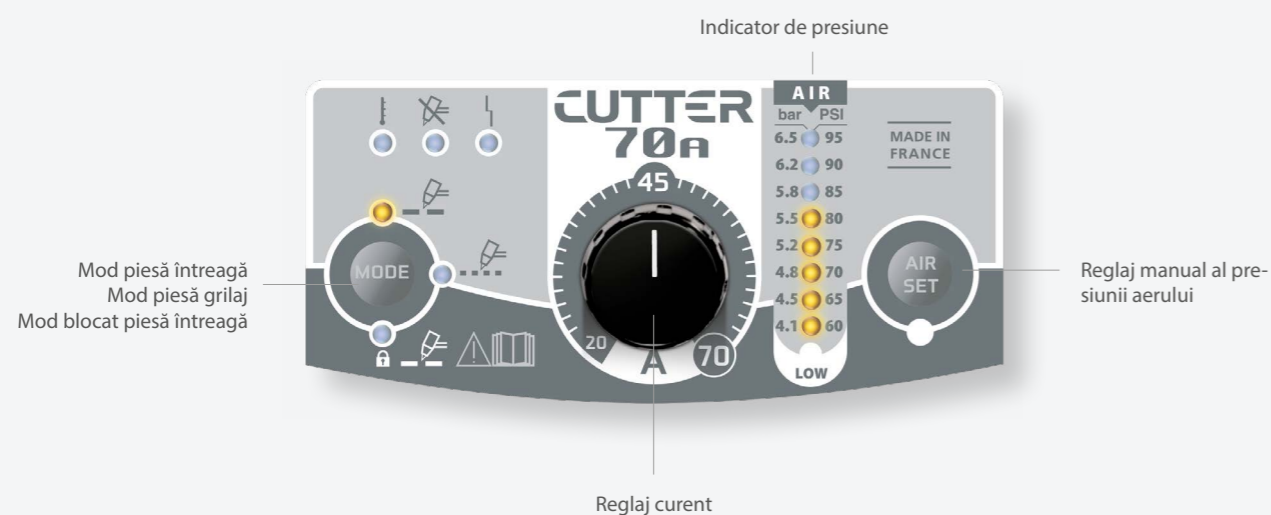 Indicator de presiune
CUTTER
70A
AIR
bar PSI
6.5 95
6.2 90
5.8 85
5.5 80
5.2 75
4.8 70
4.5 65
4.1 60
LOW
MADE IN
FRANCE
45
20
A
70
MODE
AIR
SET
Mod piesă întreagă
Mod piesă grilaj
Mod blocat piesă întreagă
Reglaj manual al pre-
siunii aerului
Reglaj curent